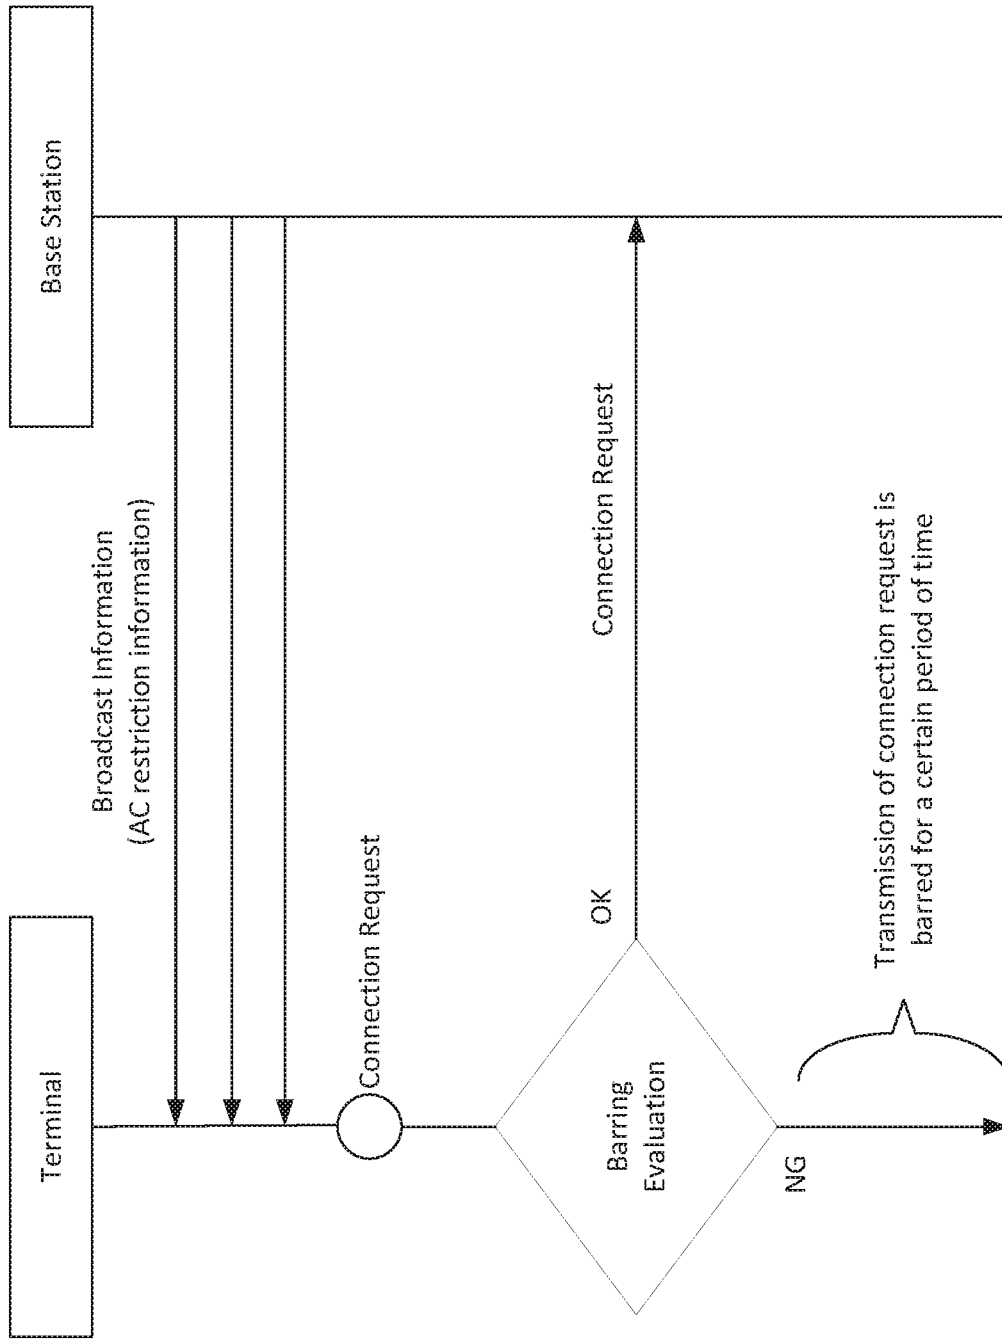 Terminal
Base Station
Broadcast Information
(AC restriction information)
Connection Request
Barring
Evaluation
OK
Connection Request
NG
Transmission of connection request is
barred for a certain period of time